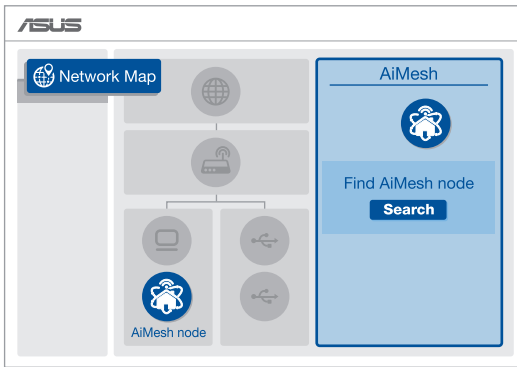 ASUS
Network Map
AiMesh
Find AiMesh node
Search
AiMesh node